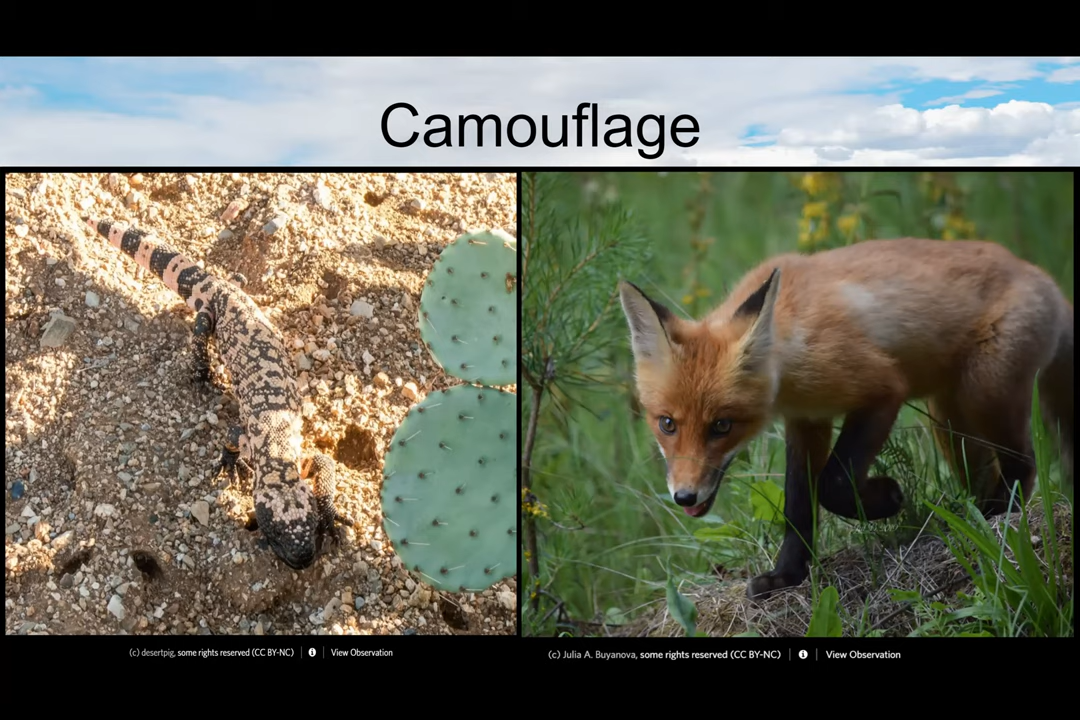 Camouflage
(c) desertpig, some rights reserved (CC BY-NC) | View Observation
(c) Julia A. Buyanova, some rights reserved (CC BY-NC) | View Observation